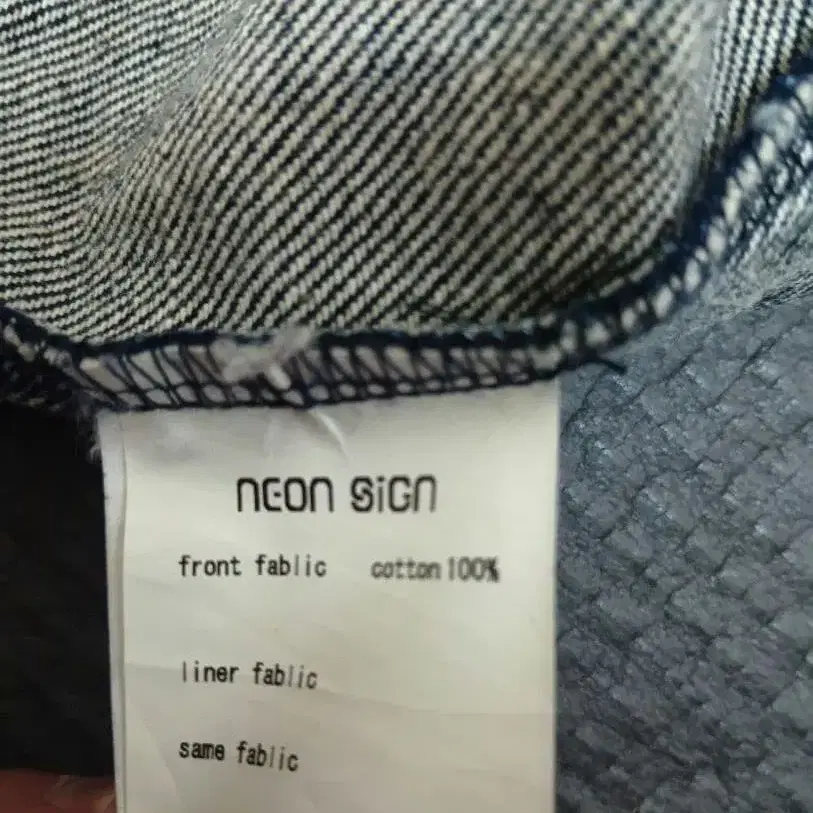 neon sign
front fablic cotton 100%
liner fablic
same fablic